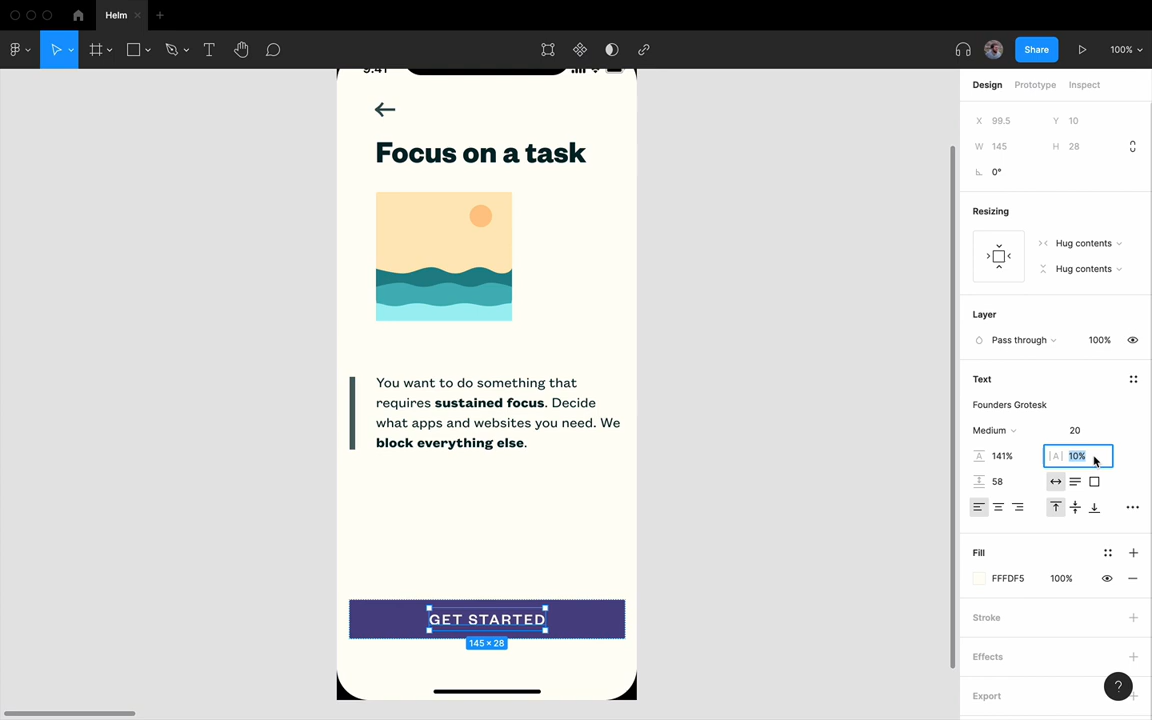 Helm
Share
100%
Design Prototype Inspect
9:41
X 99.5 Y 10
W 145 H 28
0°
Focus on a task
Resizing
Hug contents
Hug contents
Layer
Pass through 100%
Text
Founders Grotesk
Medium 20
141% |A| 10%
58
You want to do something that
requires sustained focus. Decide
what apps and websites you need. We
block everything else.
Fill
FFFDF5 100%
GET STARTED
145 × 28
Stroke
Effects
Export
?